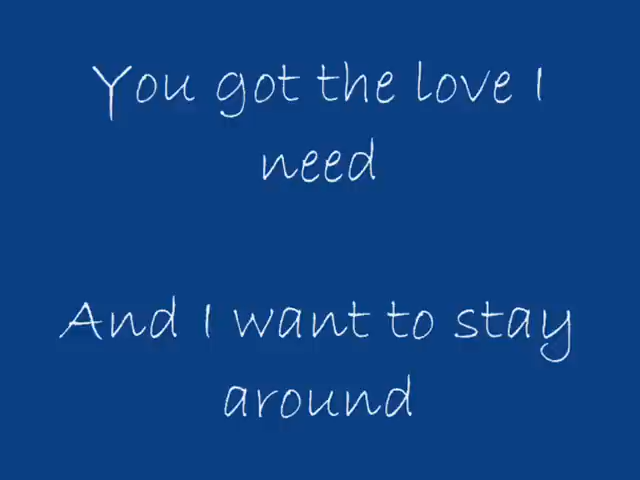 You got the love I
need
And I want to stay
around